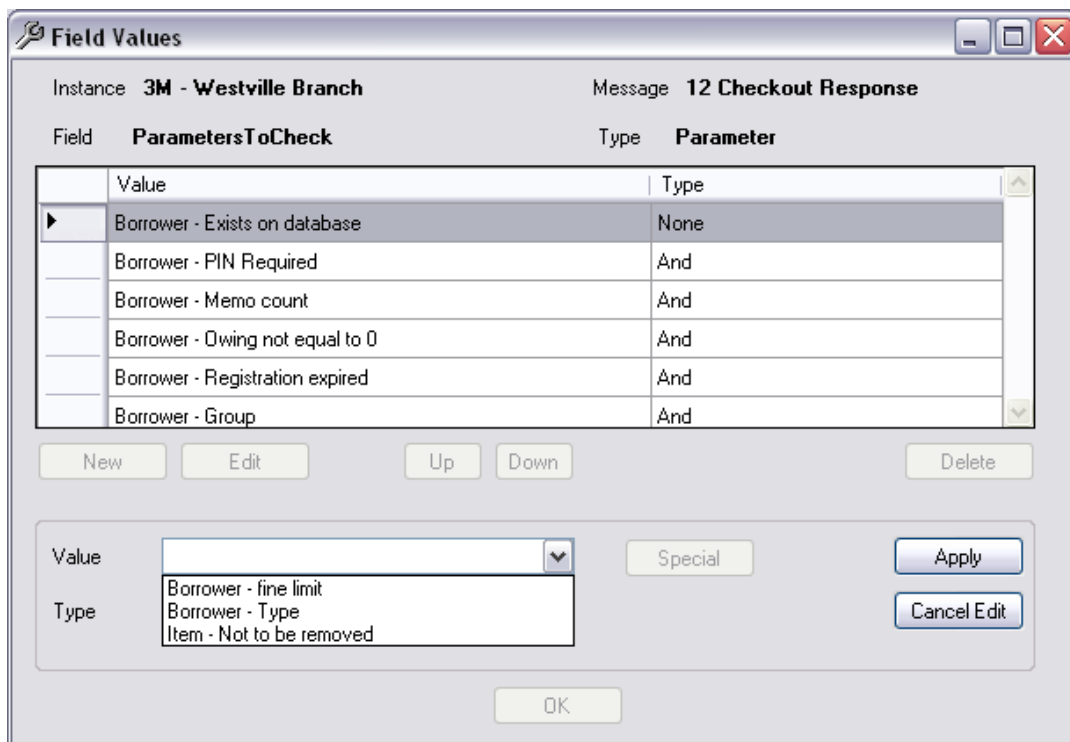 Field Values
Instance 3M - Westville Branch Message 12 Checkout Response
Field ParametersToCheck Type Parameter
Value Type
Borrower - Exists on database None
Borrower - PIN Required And
Borrower - Memo count And
Borrower - Owing not equal to 0 And
Borrower - Registration expired And
Borrower - Group And
New Edit Up Down Delete
Value Special Apply
Borrower - fine limit
Type Borrower - Type Cancel Edit
Item - Not to be removed
OK